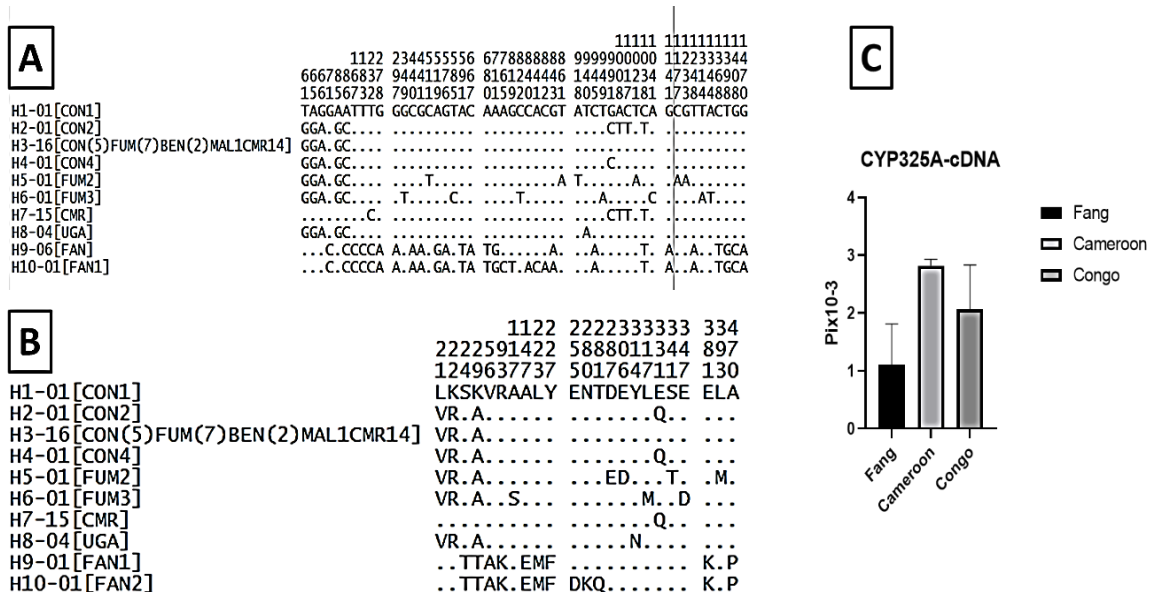 A
11111 1111111111
1122 2344555556 6778888888 9999900000 1122333344
6667886837 9444117896 8161244446 1444901234 4734146907
1561567328 7901196517 0159201231 8059187181 1738448880
H1-01[CON1] TAGGAATTTG GGCGCAGTAC AAAGCCACGT ATCTGACTCA GCGTTACTGG
H2-01[CON2] GGA.GC.... .......... .......... ....CTT.T. ..........
H3-16[CON(5)FUM(7)BEN(2)MAL1CMR14] GGA.GC.... .......... .......... .......... ..........
H4-01[CON4] GGA.GC.... .......... .......... ....C..... ..........
H5-01[FUM2] GGA.GC.... ....T..... .........A T......A.. .AA.......
H6-01[FUM3] GGA.GC.... .T.....C.. ....T..... ...A.....C ....AT....
H7-15[CMR] ........C. .......... .......... ....CTT.T. ..........
H8-04[UGA] GGA.GC.... .......... .......... .A........ ..........
H9-06[FAN] ...C.CCCCA A.AA.GA.TA TG......A. ..A.....T. A..A..TGCA
H10-01[FAN1] ...C.CCCCA A.AA.GA.TA TGCT.ACAA. ..A.....T. A..A..TGCA
B
1122 2222333333 334
222591422 5880113 44 897
1249637737 5017647117 130
H1-01[CON1] LKSKVRAALY ENTDEYLESE ELA
H2-01[CON2] VR.A...... .......Q.. ...
H3-16[CON(5)FUM(7)BEN(2)MAL1CMR14] VR.A...... .......... ...
H4-01[CON4] VR.A...... .......Q.. ...
H5-01[FUM2] VR.A...... ...ED...T. .M.
H6-01[FUM3] VR.A..S... ......M..D ...
H7-15[CMR] .......... .......Q.. ...
H8-04[UGA] VR.A...... .....N.... ...
H9-01[FAN1] ..TTAK.EMF .......... K.P
H10-01[FAN2] ..TTAK.EMF DKQ....... K.P
C
CYP325A-cDNA
4
3
2
1
0
Pix10-3
Fang
Cameroon
Congo
Fang
Cameroon
Congo